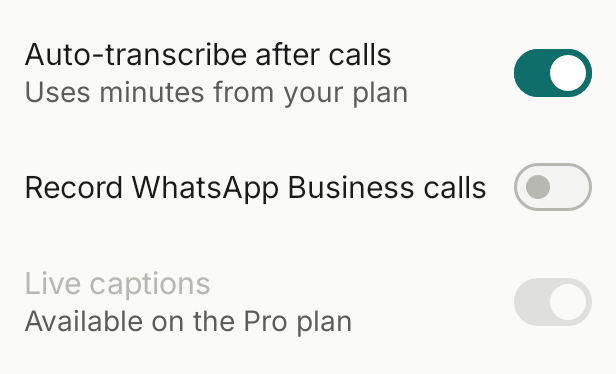 Auto-transcribe after calls
Uses minutes from your plan
Record WhatsApp Business calls
Live captions
Available on the Pro plan